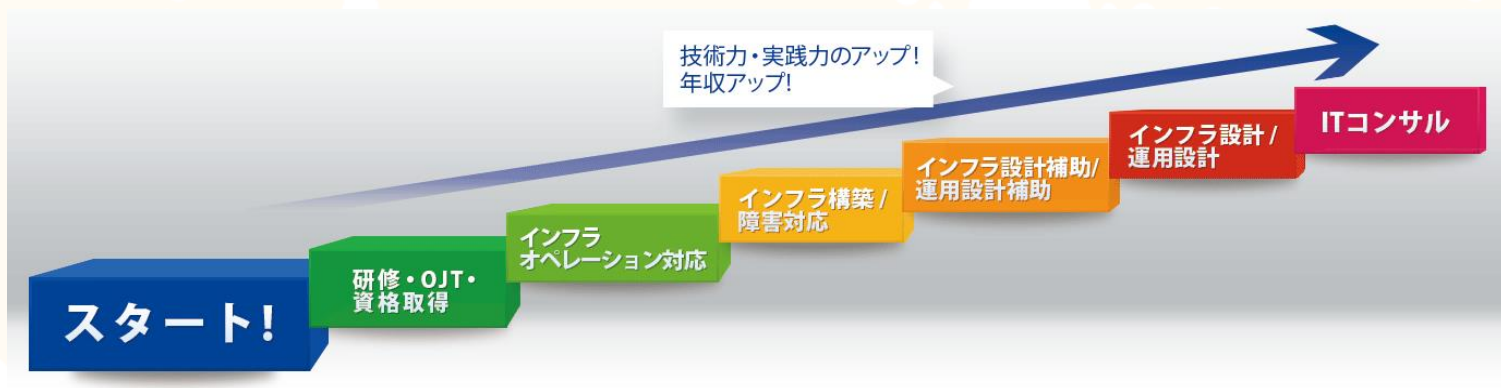 技術力・実践力のアップ！
年収アップ！
スタート！
研修・OJT・
資格取得
インフラ
オペレーション対応
インフラ構築 /
障害対応
インフラ設計補助/
運用設計補助
インフラ設計 /
運用設計
ITコンサル